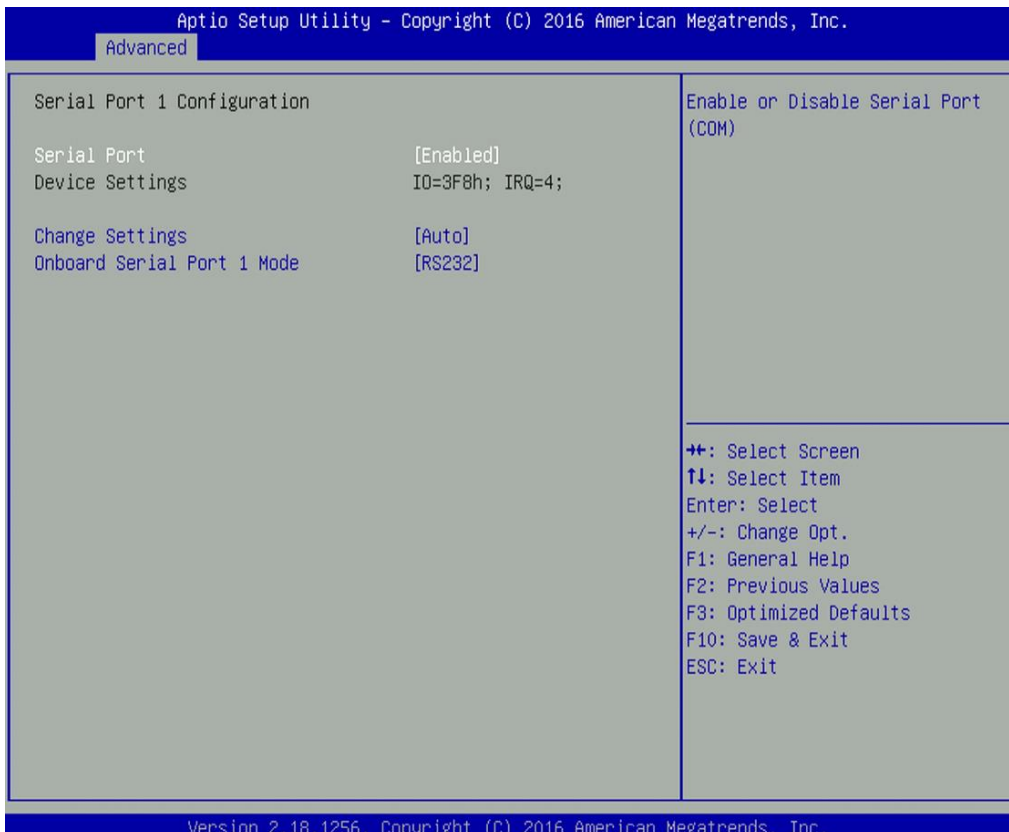 Aptio Setup Utility – Copyright (C) 2016 American Megatrends, Inc.
Advanced
Serial Port 1 Configuration
Serial Port [Enabled]
Device Settings IO=3F8h; IRQ=4;
Change Settings [Auto]
Onboard Serial Port 1 Mode [RS232]
Enable or Disable Serial Port
(COM)
→←: Select Screen
↑↓: Select Item
Enter: Select
+/-: Change Opt.
F1: General Help
F2: Previous Values
F3: Optimized Defaults
F10: Save & Exit
ESC: Exit
Version 2.18.1256. Copyright (C) 2016 American Megatrends, Inc.